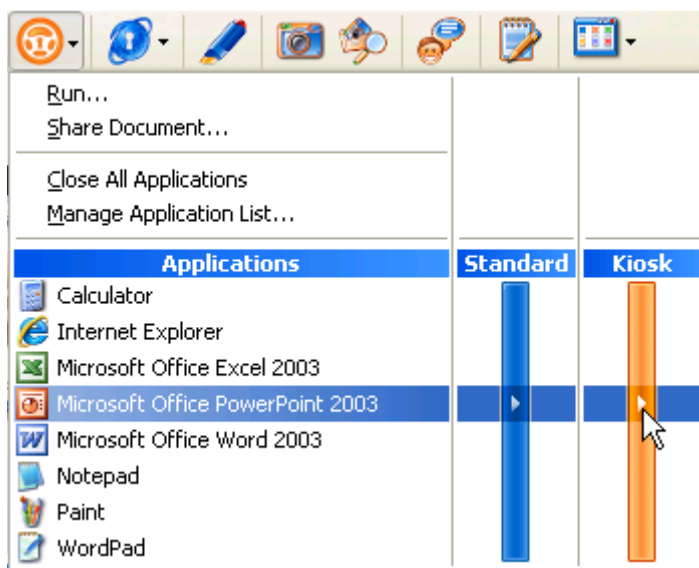 Run...
Share Document...
Close All Applications
Manage Application List...
Applications Standard Kiosk
Calculator
Internet Explorer
Microsoft Office Excel 2003
Microsoft Office PowerPoint 2003
Microsoft Office Word 2003
Notepad
Paint
WordPad